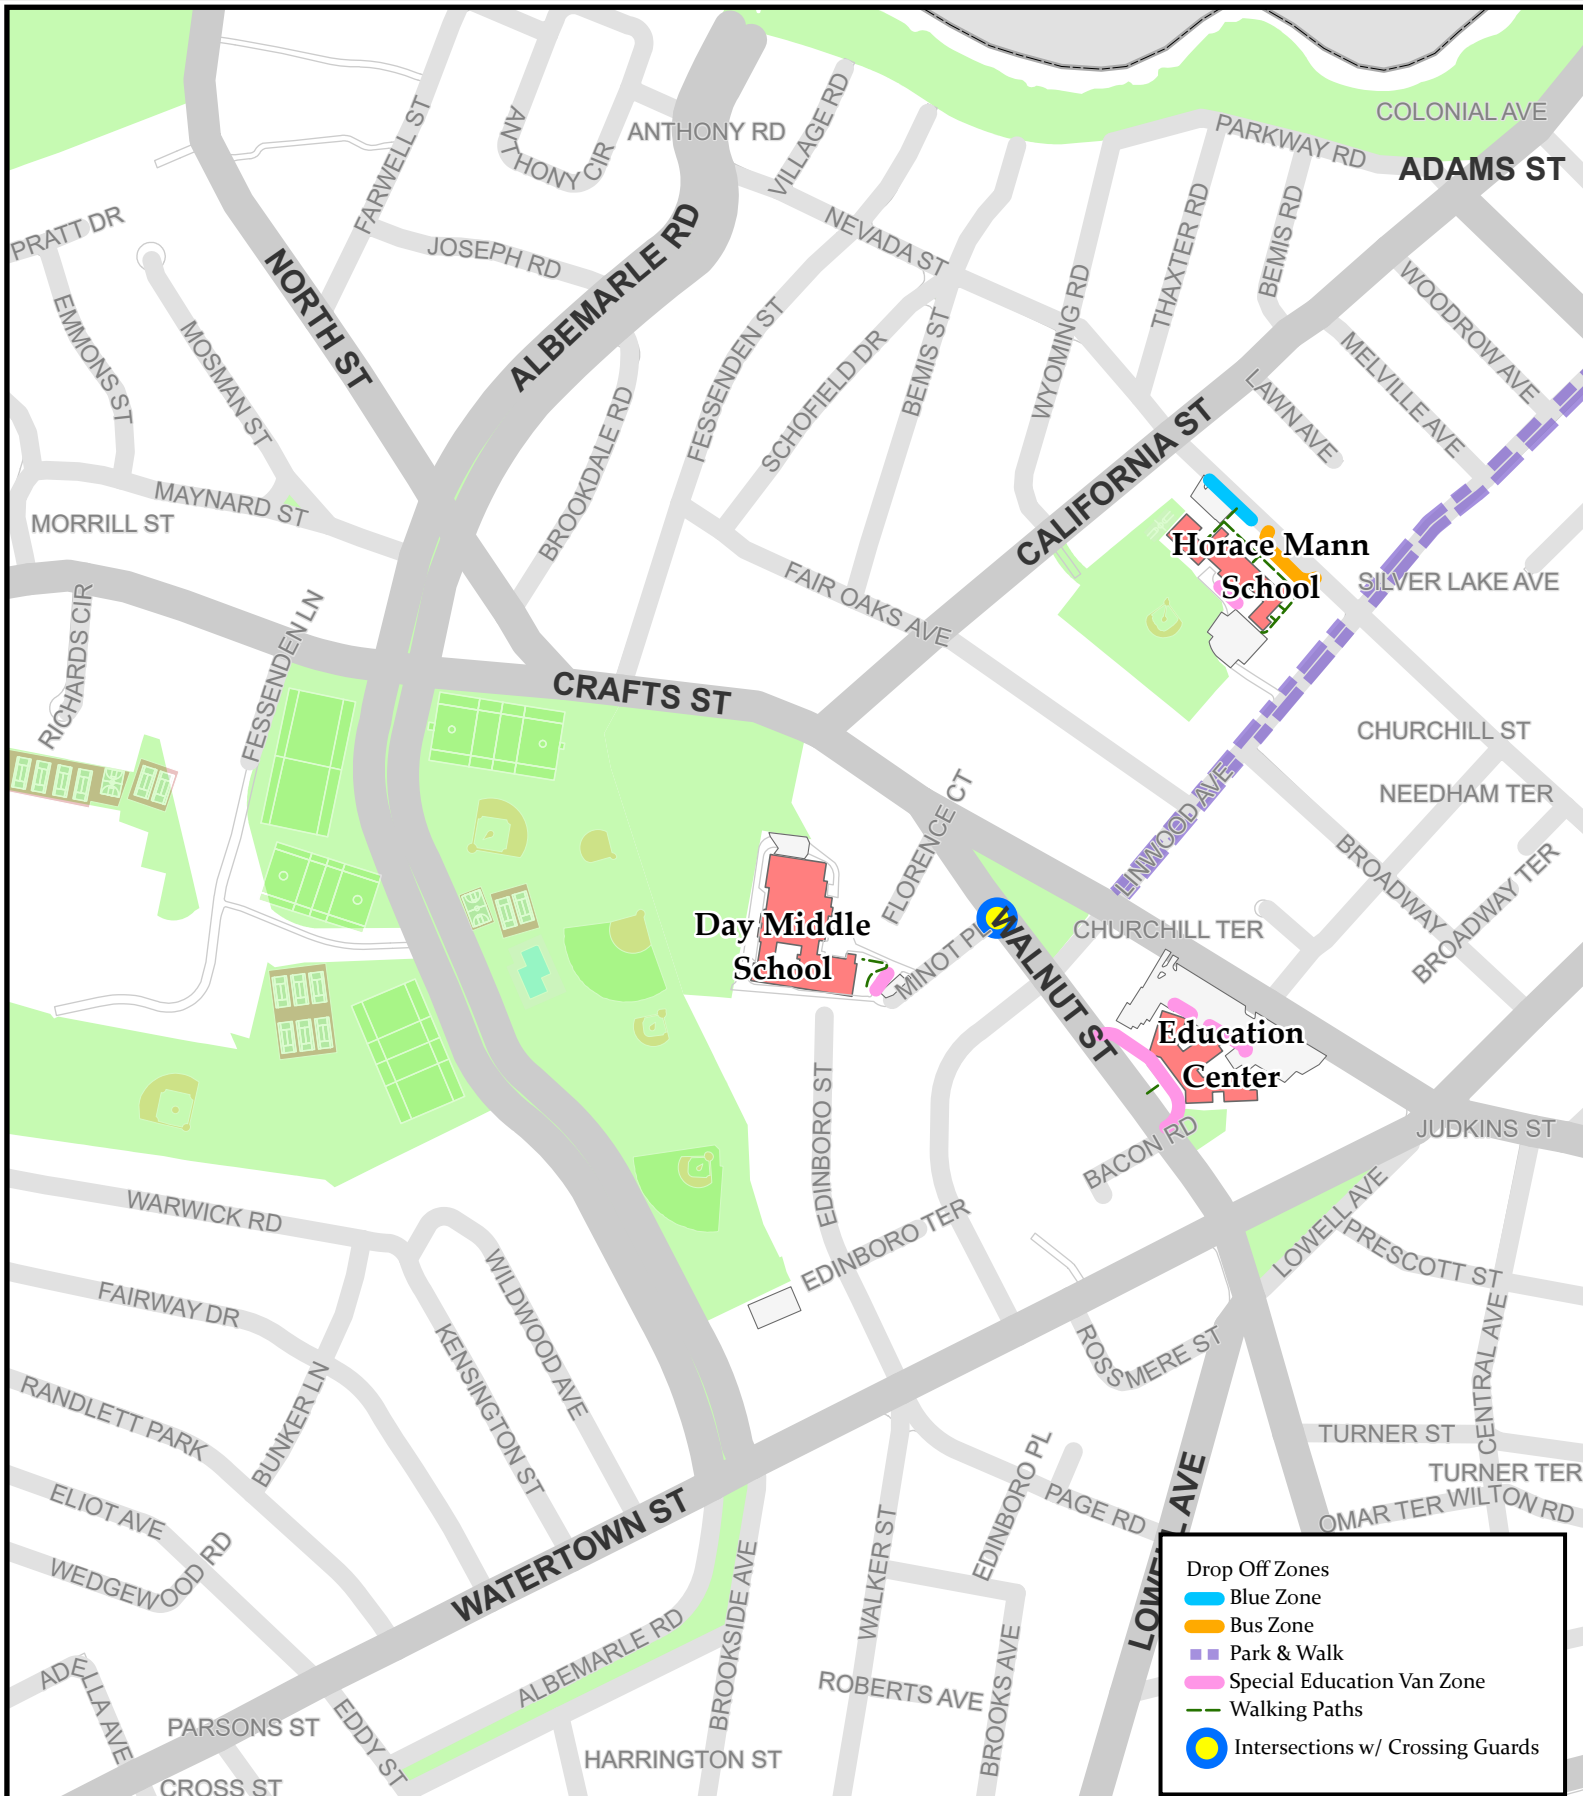 COLONIAL AVE
PARKWAY RD
ADAMS ST
ANTHONY RD
VILLAGE RD
ANTHONY CIR
FARWELL ST
PRATT DR
JOSEPH RD
NEVADA ST
THAXTER RD
BEMIS RD
NORTH ST
ALBEMARLE RD
EMMONS ST
MOSMAN ST
WYOMING RD
WOODROW AVE
MELVILLE AVE
LAWN AVE
FESSENDEN ST
SCHOFIELD DR
BEMIS ST
BROOKDALE RD
CALIFORNIA ST
MAYNARD ST
MORRILL ST
Horace Mann
School
SILVER LAKE AVE
FAIR OAKS AVE
RICHARDS CIR
FESSENDEN LN
CRAFTS ST
CHURCHILL ST
NEEDHAM TER
FLORENCE CT
LINWOOD AVE
BROADWAY
BROADWAY TER
Day Middle
School
MINOT PL
WALNUT ST
CHURCHILL TER
Education
Center
EDINBORO ST
BACON RD
JUDKINS ST
LOWELL AVE
PRESCOTT ST
WARWICK RD
EDINBORO TER
FAIRWAY DR
WILDWOOD AVE
KENSINGTON ST
ROSSMERE ST
CENTRAL AVE
RANDLETT PARK
BUNKER LN
TURNER ST
TURNER TER
EDINBORO PL
PAGE RD
OMAR TER
WILTON RD
ELIOT AVE
WEDGEWOOD RD
WATERTOWN ST
WALKER ST
BROOKSIDE AVE
LOWELL AVE
ALBEMARLE RD
ADELLA AVE
ROBERTS AVE
BROOKS AVE
PARSONS ST
EDDY ST
HARRINGTON ST
CROSS ST
Drop Off Zones
Blue Zone
Bus Zone
Park & Walk
Special Education Van Zone
Walking Paths
Intersections w/ Crossing Guards